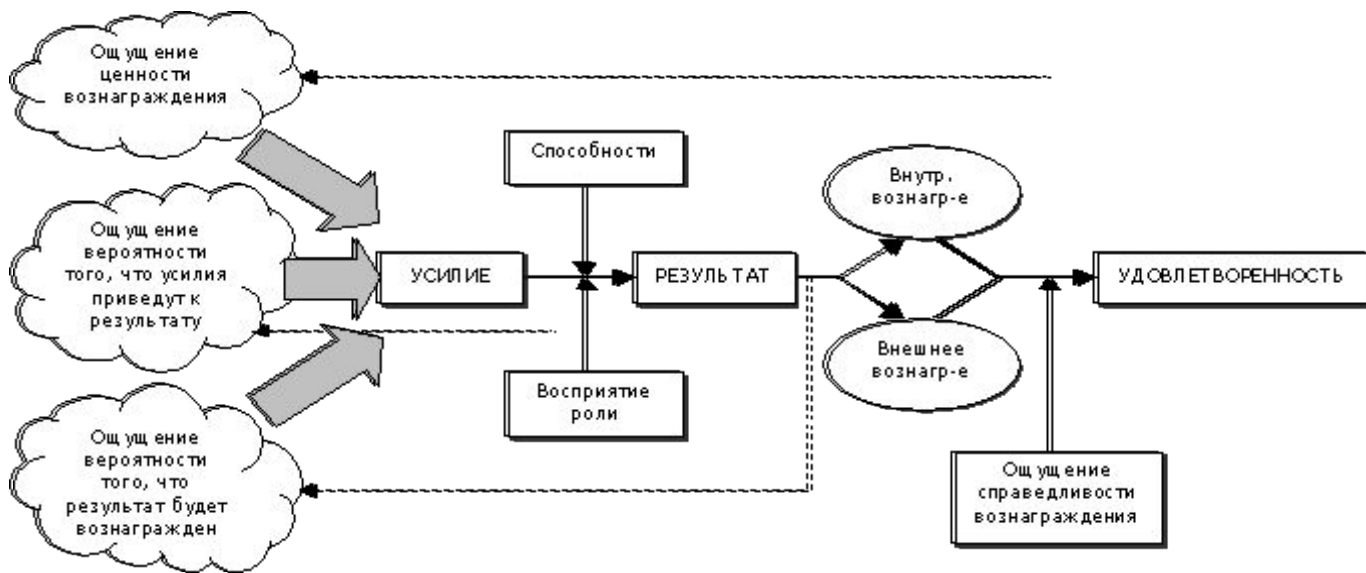 Ощущение
ценности
вознаграждения
Способности
Внутр.
вознагр-е
Ощущение
вероятности
того, что усилия
приведут к
результату
УСИЛИЕ
РЕЗУЛЬТАТ
УДОВЛЕТВОРЕННОСТЬ
Внешнее
вознагр-е
Восприятие
роли
Ощущение
вероятности
того, что
результат будет
вознагражден
Ощущение
справедливости
вознаграждения